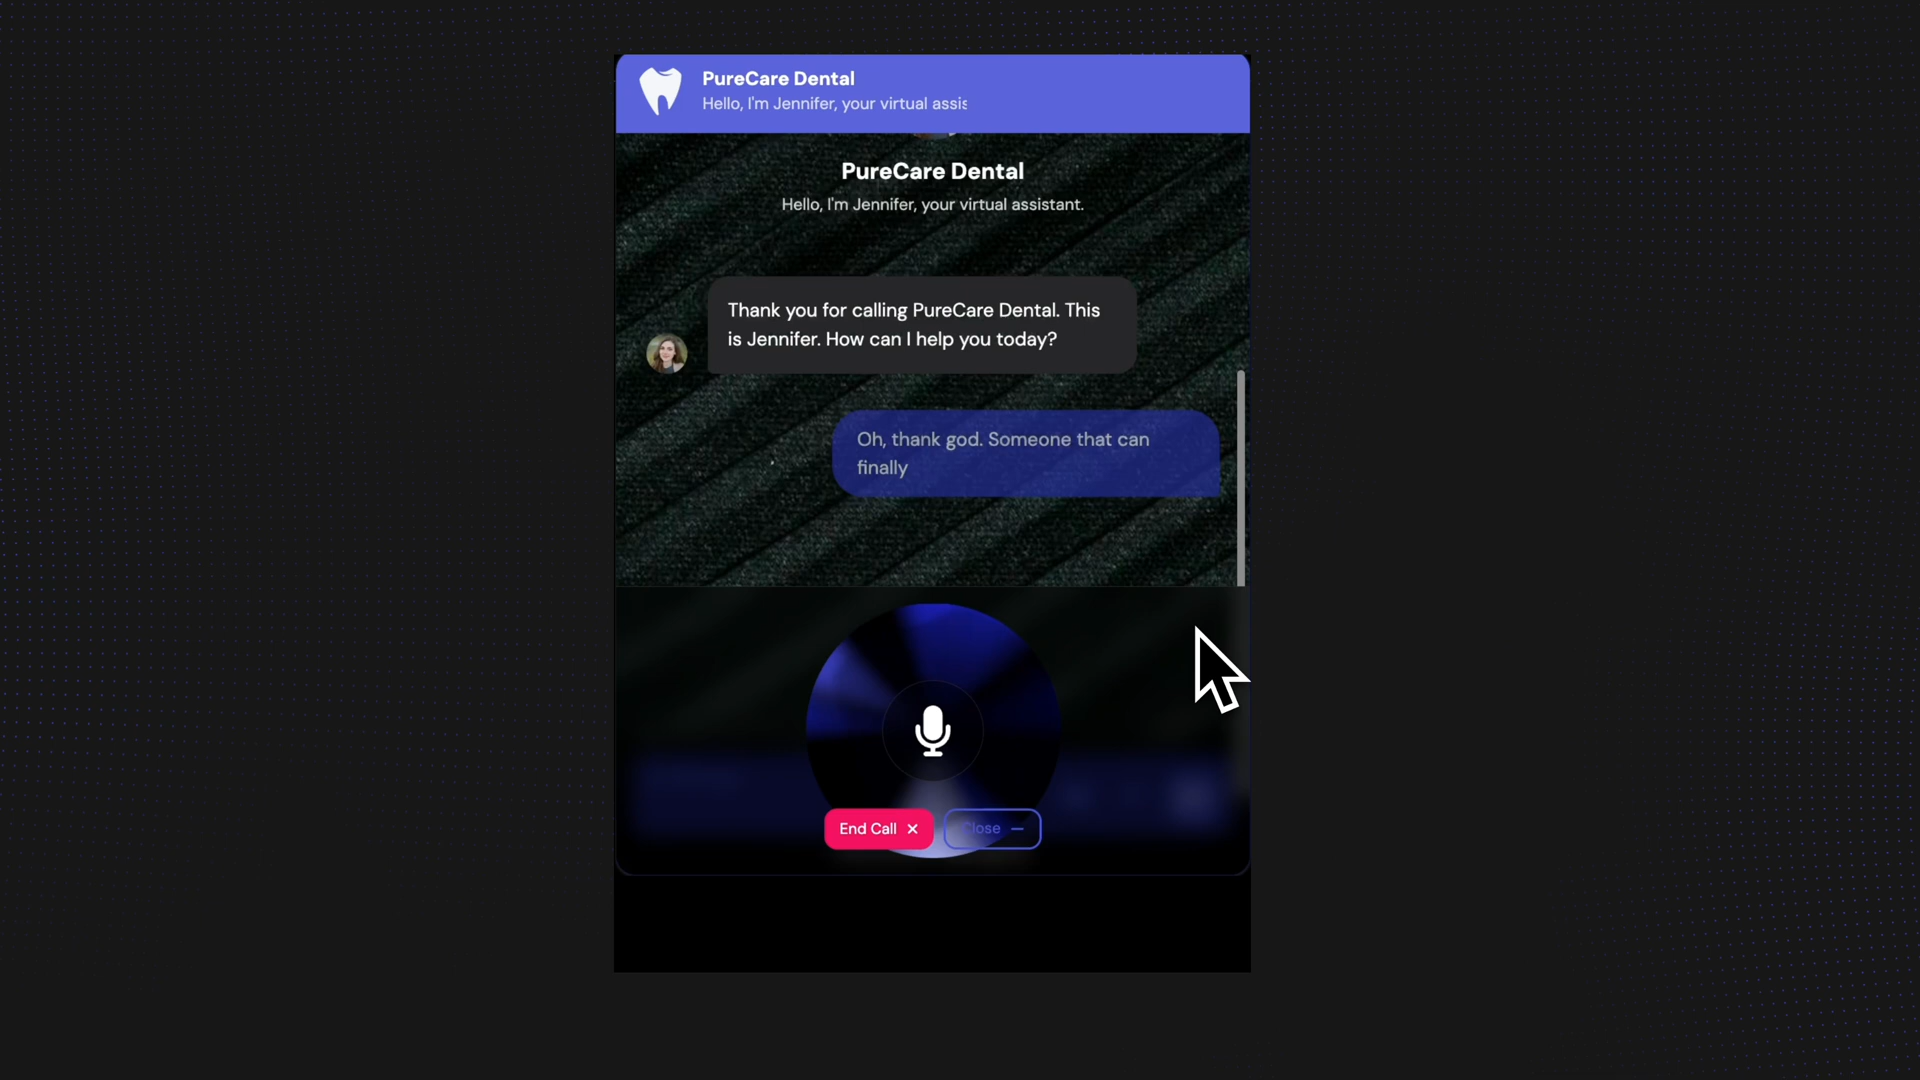 PureCare Dental
Hello, I'm Jennifer, your virtual assis
PureCare Dental
Hello, I'm Jennifer, your virtual assistant.
Thank you for calling PureCare Dental. This
is Jennifer. How can I help you today?
Oh, thank god. Someone that can
finally
End Call
Close